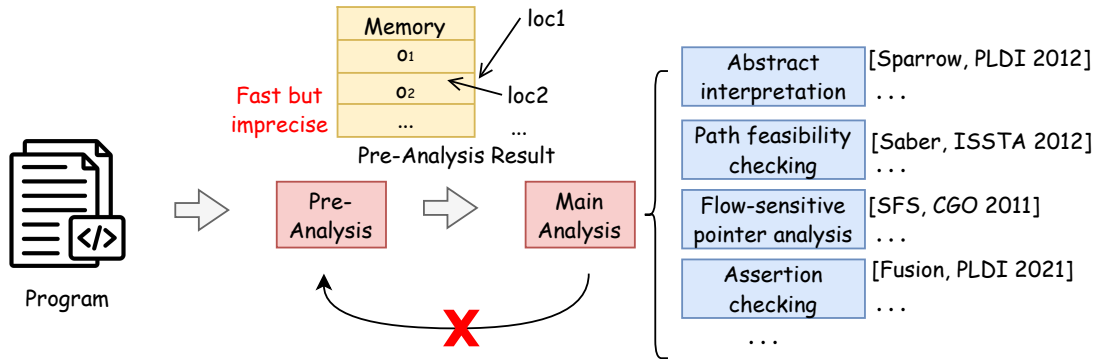 Memory
o1
o2
...
loc1
loc2
...
Fast but
imprecise
Pre-Analysis Result
</>
Program
Pre-
Analysis
Main
Analysis
X
Abstract
interpretation
[Sparrow, PLDI 2012]
...
Path feasibility
checking
[Saber, ISSTA 2012]
...
Flow-sensitive
pointer analysis
[SFS, CGO 2011]
...
Assertion
checking
[Fusion, PLDI 2021]
...
...